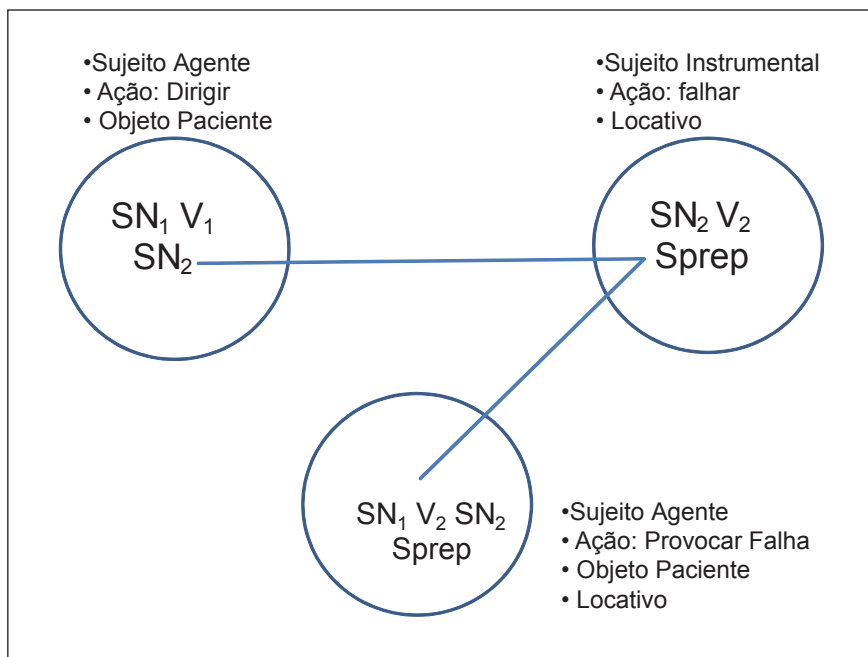 •Sujeito Agente
• Ação: Dirigir
• Objeto Paciente
SN₁ V₁
SN₂
•Sujeito Instrumental
• Ação: falhar
• Locativo
SN₂ V₂
Sprep
SN₁ V₂ SN₂
Sprep
•Sujeito Agente
• Ação: Provocar Falha
• Objeto Paciente
• Locativo